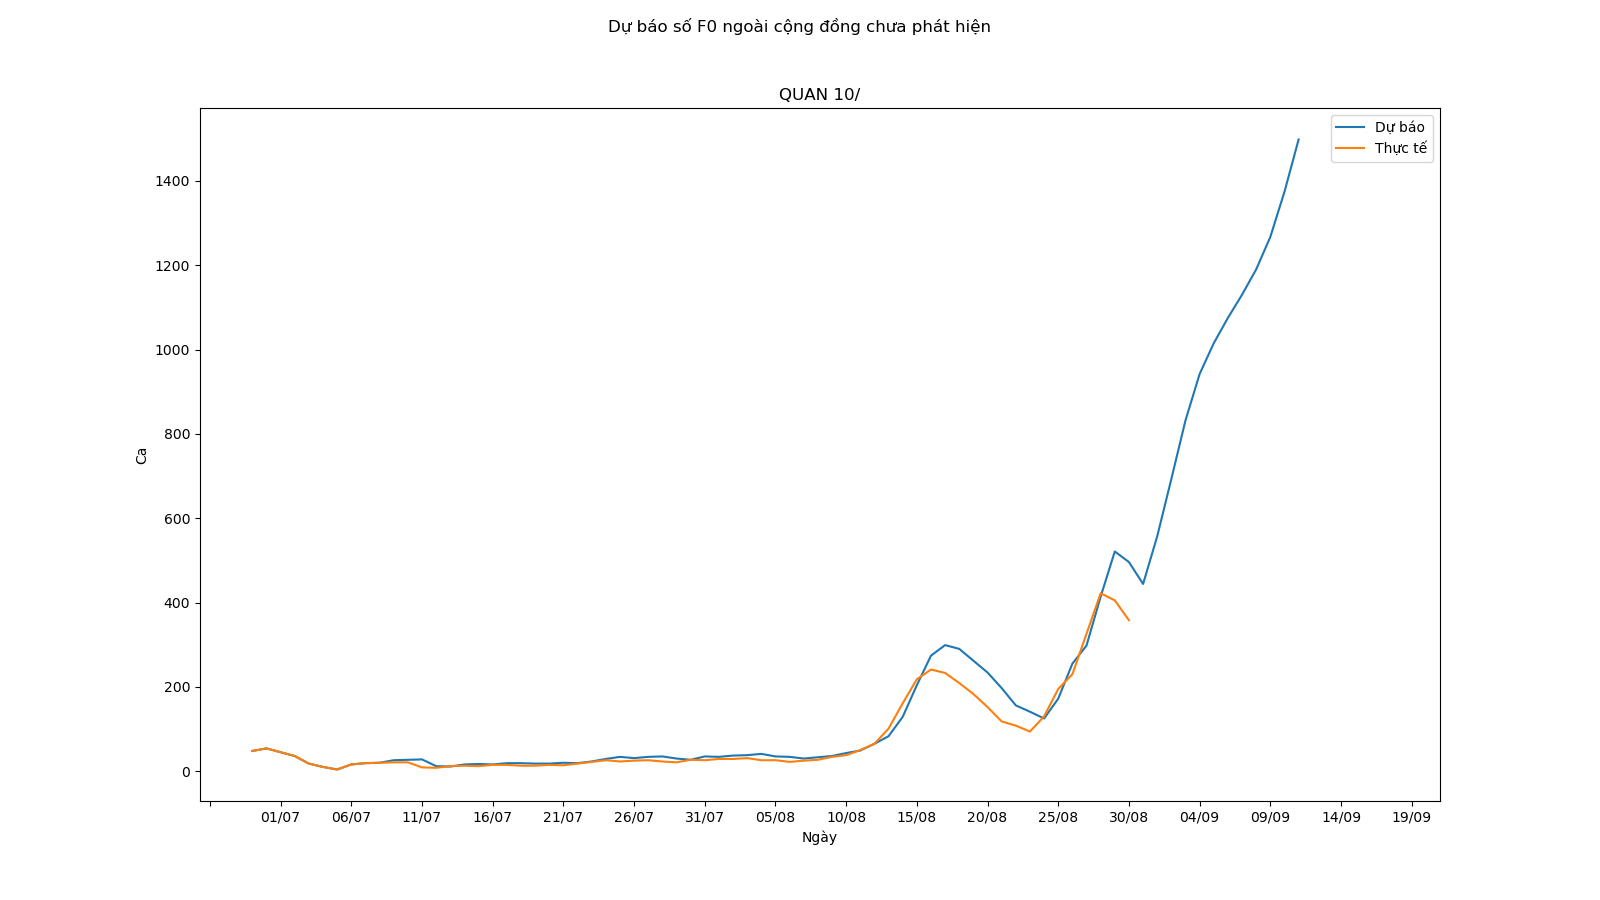 Dự báo số F0 ngoài cộng đồng chưa phát hiện
QUAN 10/
Dự báo
Thực tế
1400
1200
1000
800
600
400
200
0
Ca
01/07 06/07 11/07 16/07 21/07 26/07 31/07 05/08 10/08 15/08 20/08 25/08 30/08 04/09 09/09 14/09 19/09
Ngày